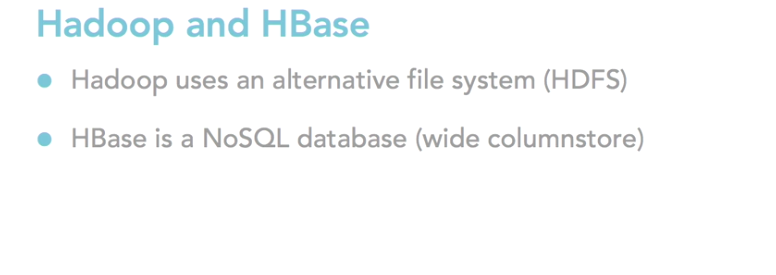 Hadoop and HBase
● Hadoop uses an alternative file system (HDFS)
● HBase is a NoSQL database (wide columnstore)